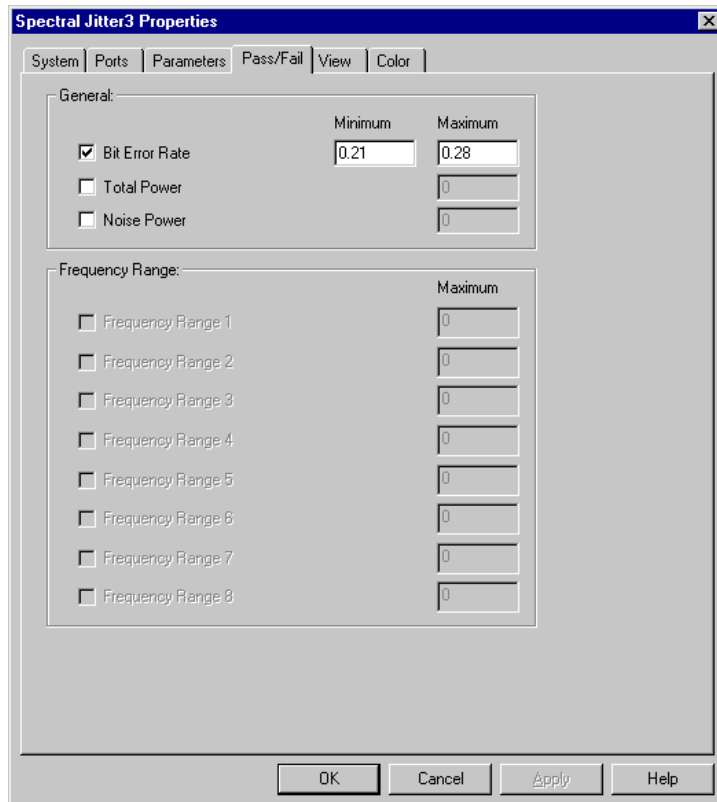 Spectral Jitter3 Properties
System Ports Parameters Pass/Fail View Color
General:
Minimum Maximum
Bit Error Rate 0.21 0.28
Total Power 0
Noise Power 0
Frequency Range:
Maximum
Frequency Range 1 0
Frequency Range 2 0
Frequency Range 3 0
Frequency Range 4 0
Frequency Range 5 0
Frequency Range 6 0
Frequency Range 7 0
Frequency Range 8 0
OK Cancel Apply Help